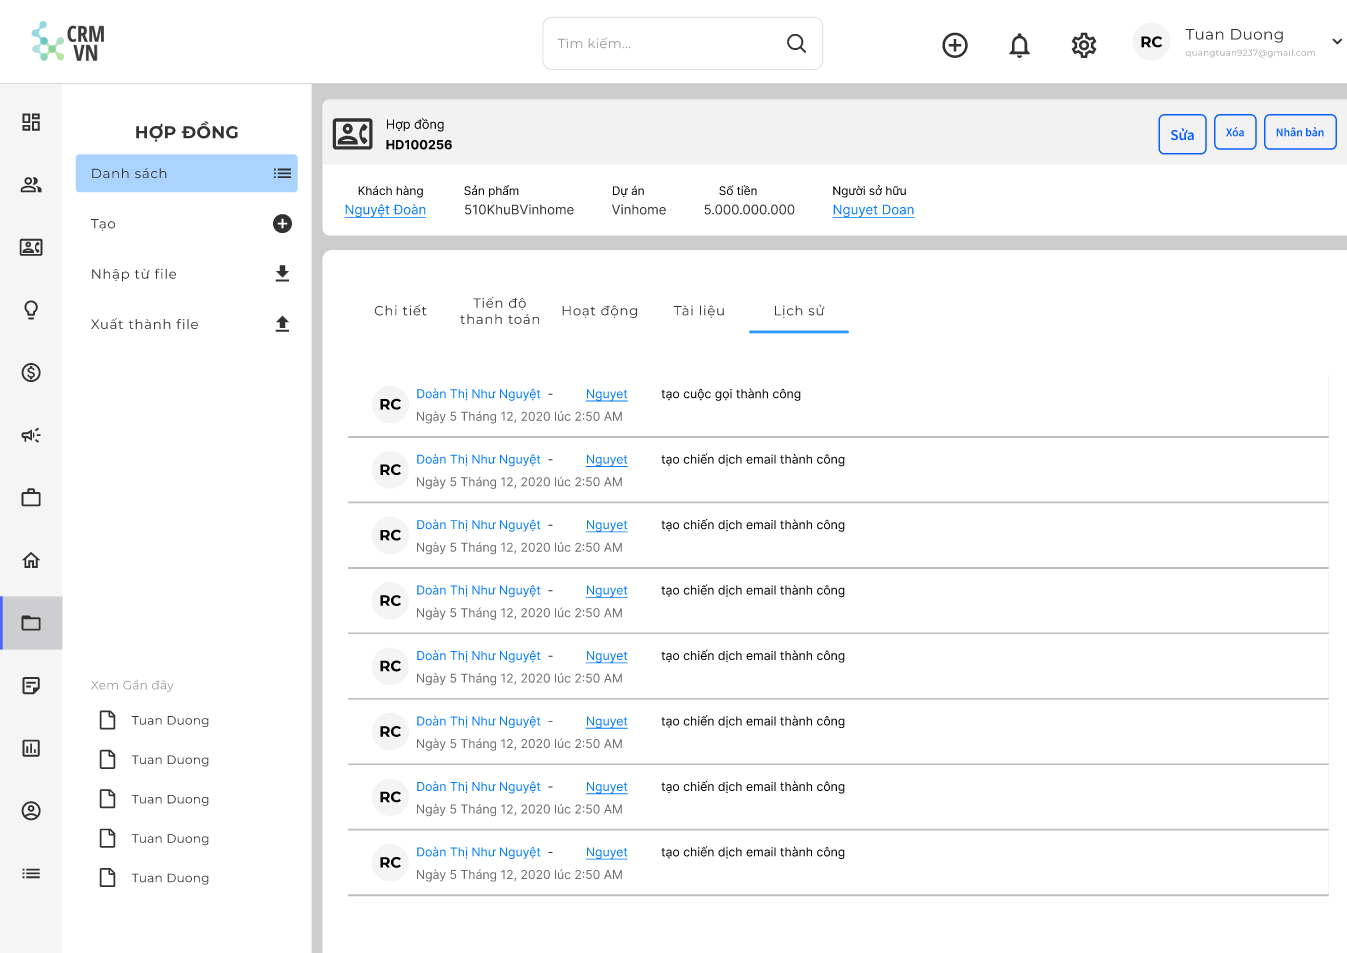 CRM
VN
Tìm kiếm...
RC
Tuan Duong
quangtuan9237@gmail.com
HỢP ĐỒNG
Danh sách
Tạo
Nhập từ file
Xuất thành file
Xem Gần đây
Tuan Duong
Tuan Duong
Tuan Duong
Tuan Duong
Tuan Duong
Hợp đồng
HD100256
Sửa
Xóa
Nhân bản
Khách hàng
Nguyệt Đoàn
Sản phẩm
510KhuBVinhome
Dự án
Vinhome
Số tiền
5.000.000.000
Người sở hữu
Nguyet Doan
Chi tiết
Tiến độ
thanh toán
Hoạt động
Tài liệu
Lịch sử
RC
Đoàn Thị Như Nguyệt - Nguyet tạo cuộc gọi thành công
Ngày 5 Tháng 12, 2020 lúc 2:50 AM
RC
Đoàn Thị Như Nguyệt - Nguyet tạo chiến dịch email thành công
Ngày 5 Tháng 12, 2020 lúc 2:50 AM
RC
Đoàn Thị Như Nguyệt - Nguyet tạo chiến dịch email thành công
Ngày 5 Tháng 12, 2020 lúc 2:50 AM
RC
Đoàn Thị Như Nguyệt - Nguyet tạo chiến dịch email thành công
Ngày 5 Tháng 12, 2020 lúc 2:50 AM
RC
Đoàn Thị Như Nguyệt - Nguyet tạo chiến dịch email thành công
Ngày 5 Tháng 12, 2020 lúc 2:50 AM
RC
Đoàn Thị Như Nguyệt - Nguyet tạo chiến dịch email thành công
Ngày 5 Tháng 12, 2020 lúc 2:50 AM
RC
Đoàn Thị Như Nguyệt - Nguyet tạo chiến dịch email thành công
Ngày 5 Tháng 12, 2020 lúc 2:50 AM
RC
Đoàn Thị Như Nguyệt - Nguyet tạo chiến dịch email thành công
Ngày 5 Tháng 12, 2020 lúc 2:50 AM